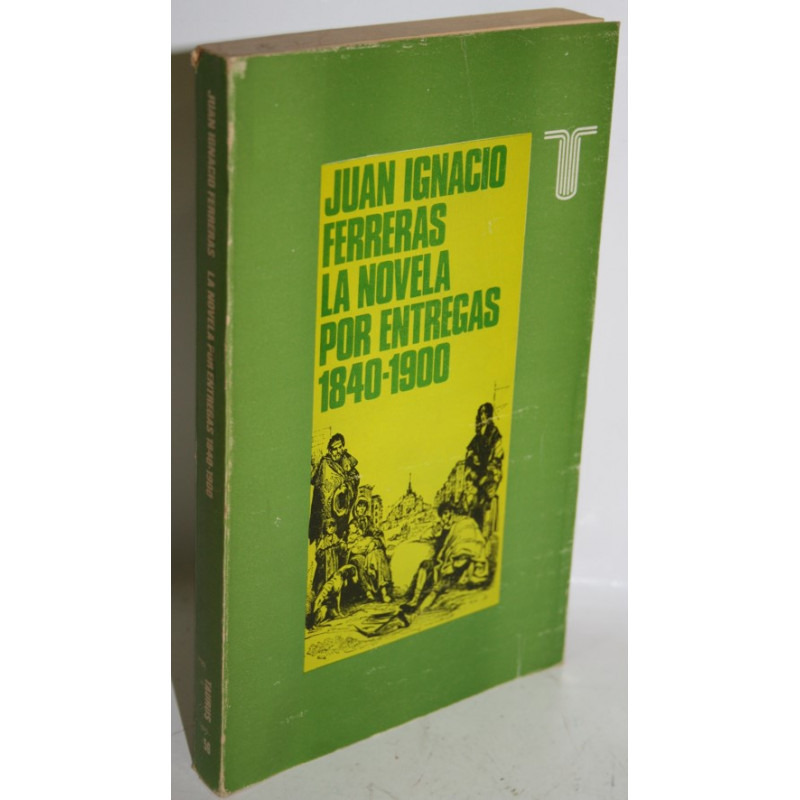 JUAN IGNACIO
FERRERAS
LA NOVELA
POR ENTREGAS
1840-1900
JUAN IGNACIO FERRERAS LA NOVELA POR ENTREGAS 1840-1900
TAURUS